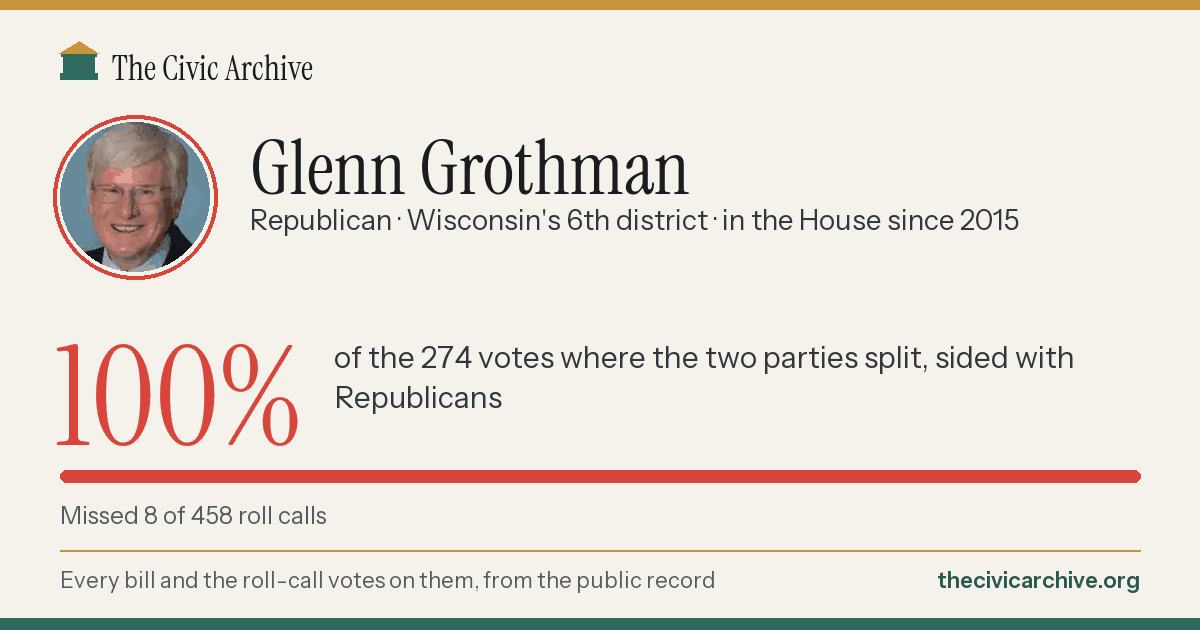 The Civic Archive
Glenn Grothman
Republican · Wisconsin's 6th district · in the House since 2015
100%
of the 274 votes where the two parties split, sided with
Republicans
Missed 8 of 458 roll calls
Every bill and the roll-call votes on them, from the public record
thecivicarchive.org